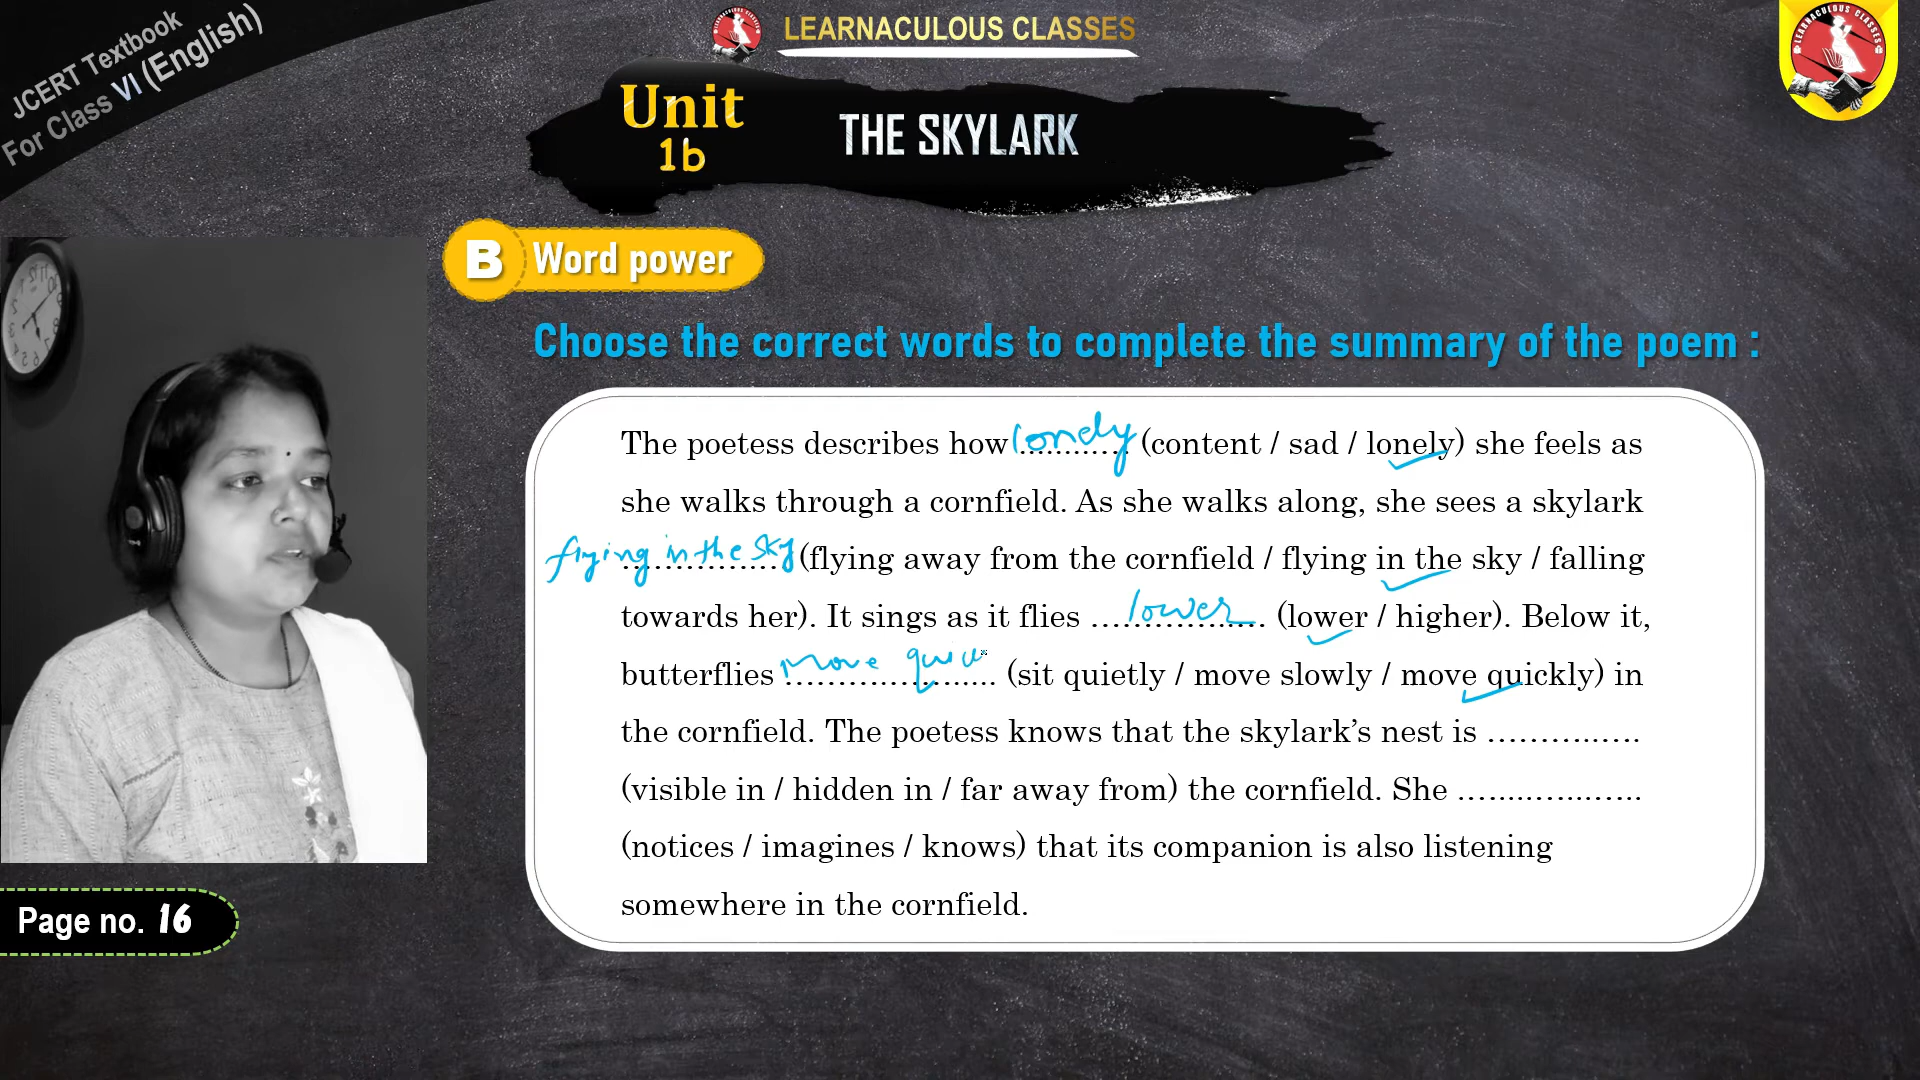 JCERT Textbook
For Class VI (English)
LEARNACULOUS CLASSES
LEARNACULOUS CLASSES
Unit
1b
THE SKYLARK
B Word power
Choose the correct words to complete the summary of the poem :
The poetess describes how lonely (content / sad / lonely) she feels as
she walks through a cornfield. As she walks along, she sees a skylark
flying in the sky (flying away from the cornfield / flying in the sky / falling
towards her). It sings as it flies lower (lower / higher). Below it,
butterflies move quic (sit quietly / move slowly / move quickly) in
the cornfield. The poetess knows that the skylark's nest is ...............
(visible in / hidden in / far away from) the cornfield. She ..................
(notices / imagines / knows) that its companion is also listening
somewhere in the cornfield.
Page no. 16